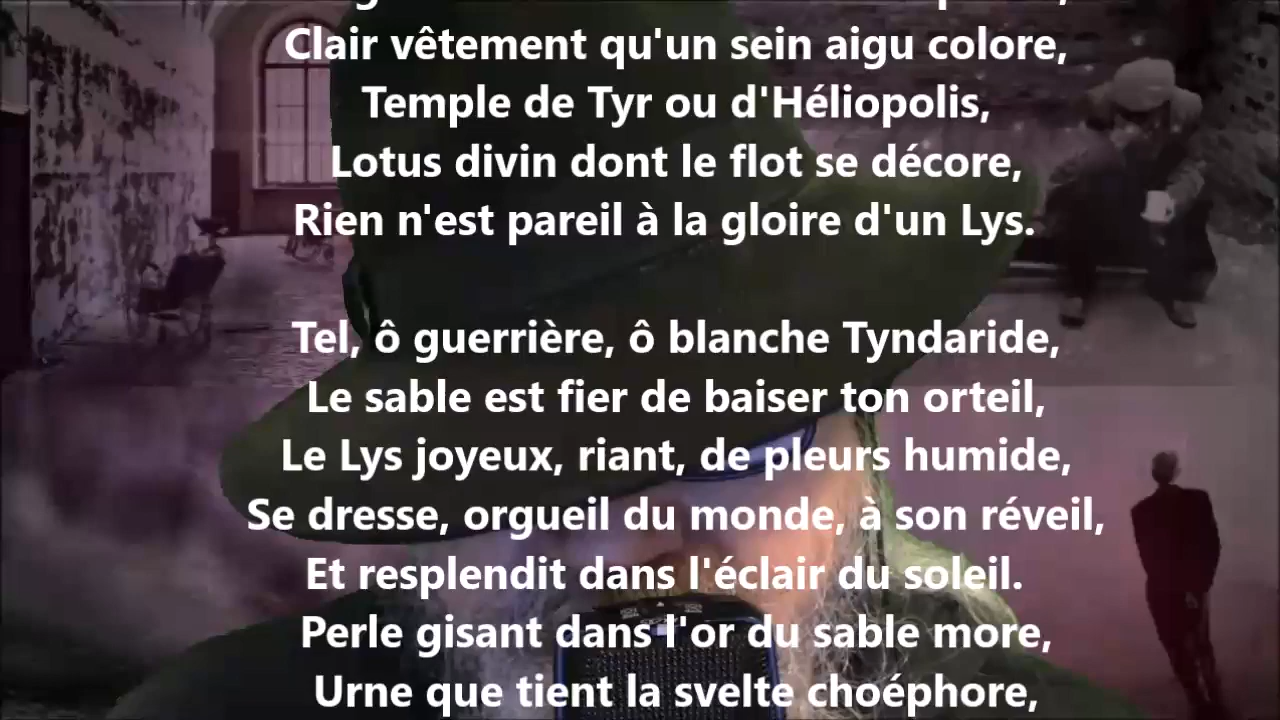 Clair vêtement qu'un sein aigu colore,
Temple de Tyr ou d'Héliopolis,
Lotus divin dont le flot se décore,
Rien n'est pareil à la gloire d'un Lys.
Tel, ô guerrière, ô blanche Tyndaride,
Le sable est fier de baiser ton orteil,
Le Lys joyeux, riant, de pleurs humide,
Se dresse, orgueil du monde, à son réveil,
Et resplendit dans l'éclair du soleil.
Perle gisant dans l'or du sable more,
Urne que tient la svelte choéphore,